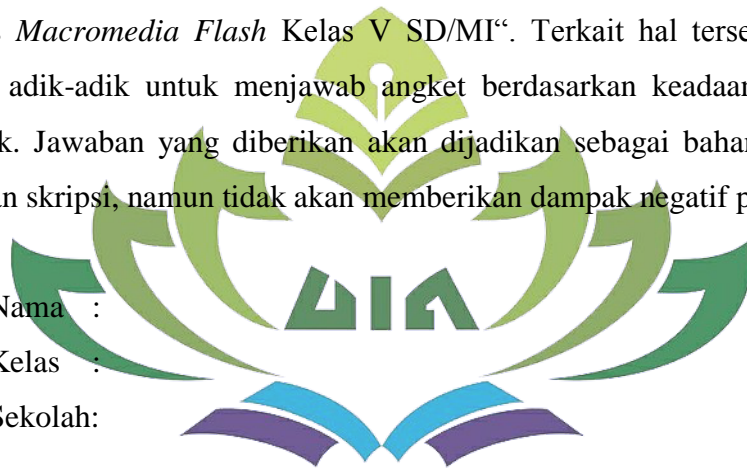 Macromedia Flash Kelas V SD/MI“. Terkait hal terse
adik-adik untuk menjawab angket berdasarkan keadaan
k. Jawaban yang diberikan akan dijadikan sebagai bahan
an skripsi, namun tidak akan memberikan dampak negatif p
UIN
Nama :
Kelas :
Sekolah: